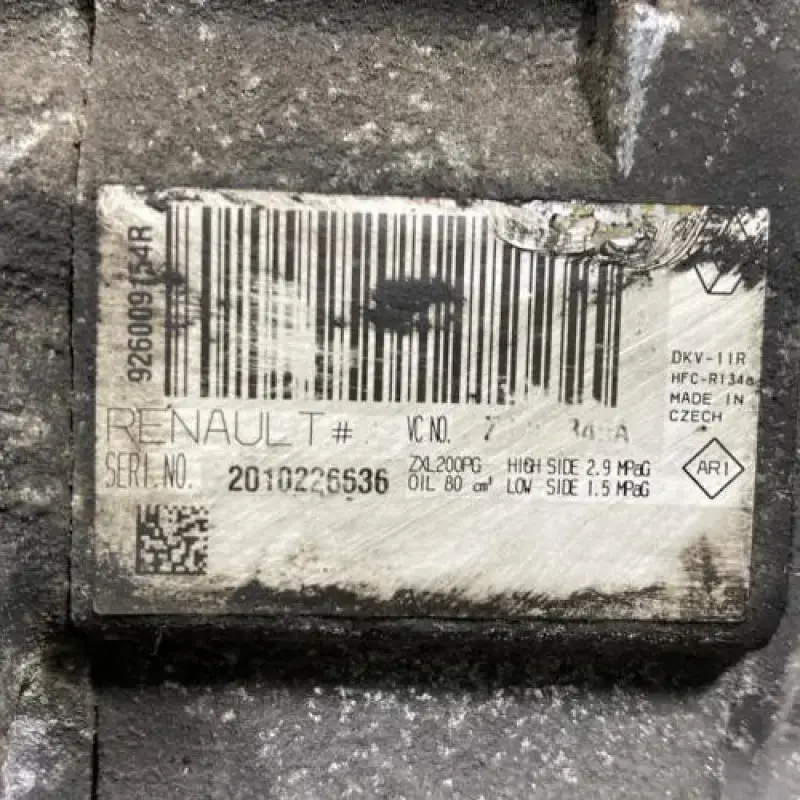 926009154R
DKV-11R
HFC-R134a
MADE IN
CZECH
RENAULT # VC NO.
SERI.NO. 2010226636 ZXL200PG HIGH SIDE 2.9 MPaG
OIL 80 cm³ LOW SIDE 1.5 MPaG
AR1